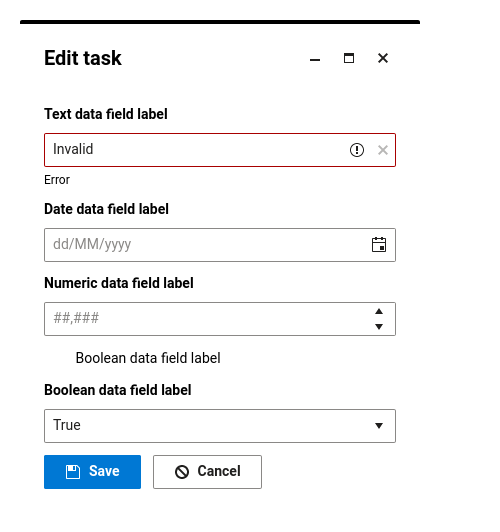 Edit task
Text data field label
Invalid
Error
Date data field label
dd/MM/yyyy
Numeric data field label
##,###
Boolean data field label
Boolean data field label
True
Save Cancel